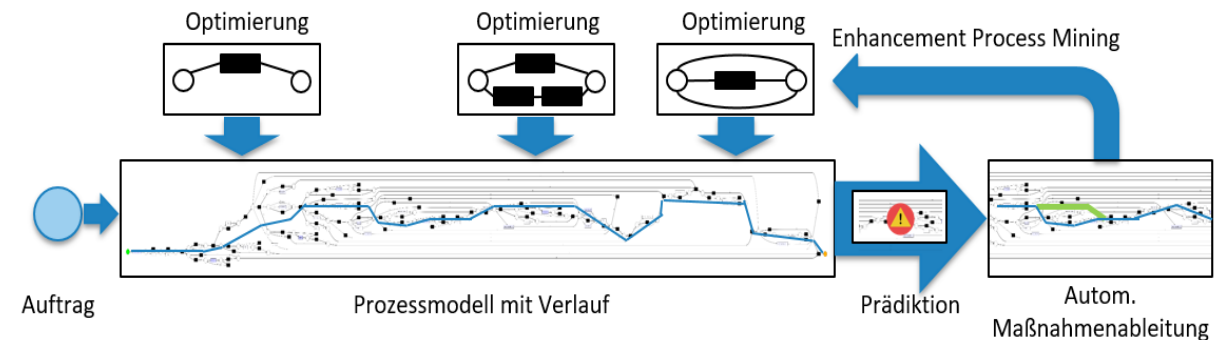 Optimierung
Optimierung
Optimierung
Enhancement Process Mining
Auftrag
Prozessmodell mit Verlauf
Prädiktion
Autom.
Maßnahmenableitung